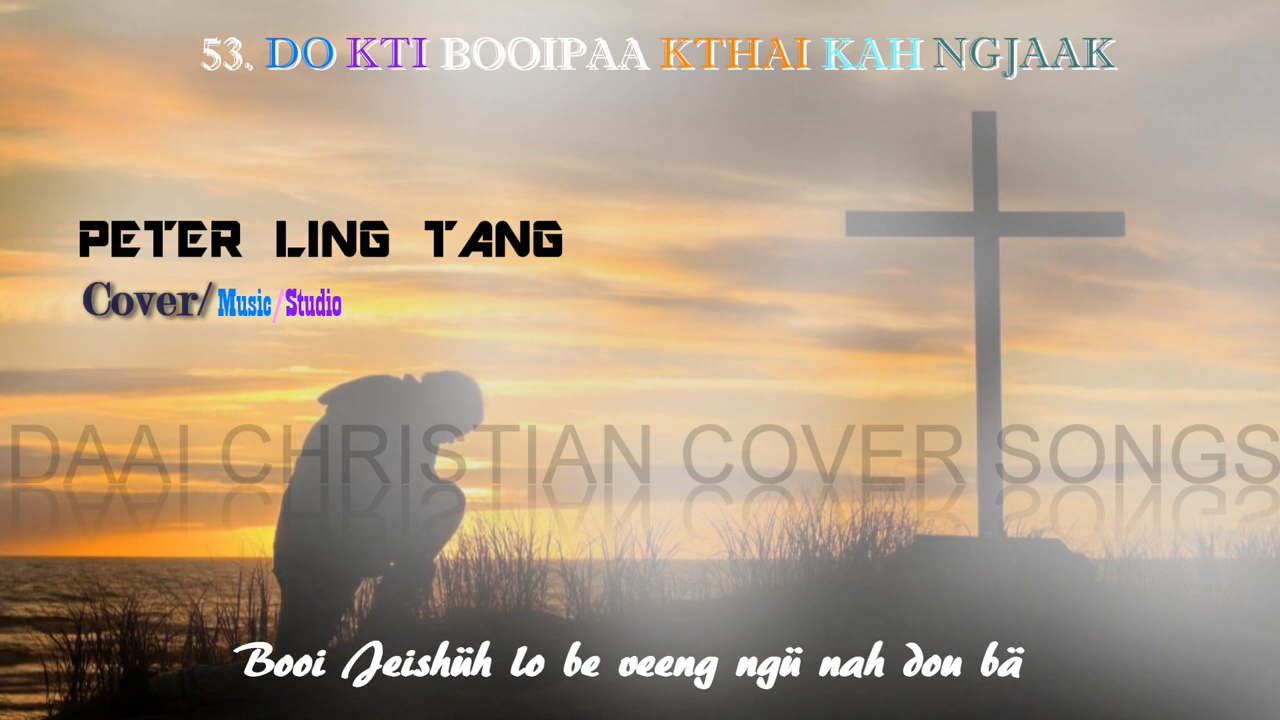 53. DO KTI BOOIPAA KTHAI KAH NGJAAK
PETER LING TANG
Cover/Music/Studio
DAAI CHRISTIAN COVER SONGS
Booi Jeishüh lo be veeng ngü nah dou bä